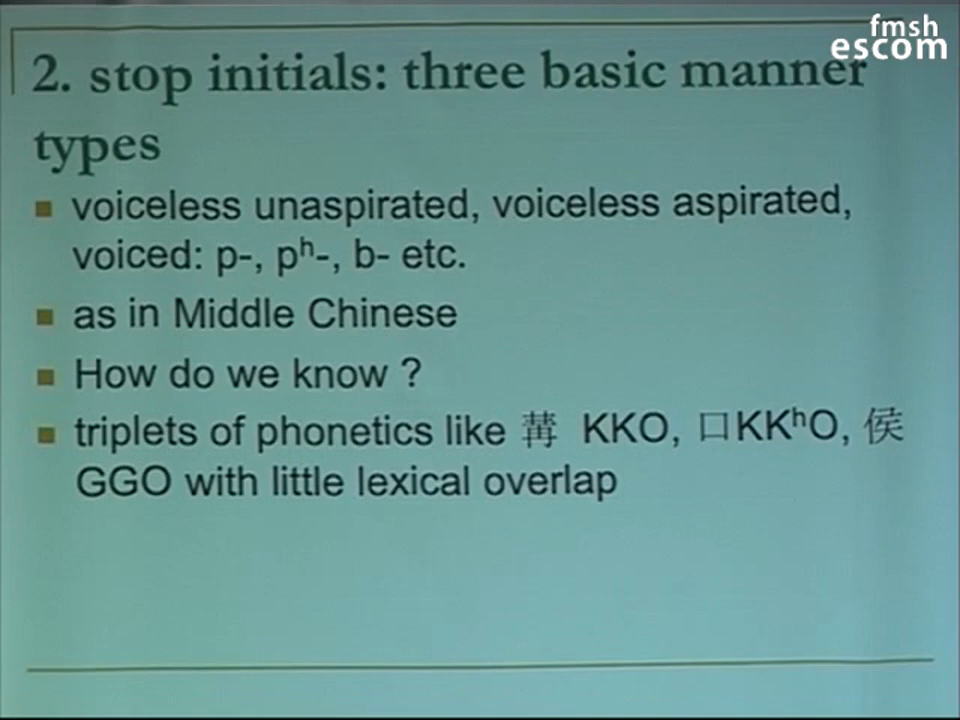 fmsh
escom
2. stop initials: three basic manner
types
voiceless unaspirated, voiceless aspirated,
voiced: p-, pʰ-, b- etc.
as in Middle Chinese
How do we know ?
triplets of phonetics like 冓 KKO, 口KKʰO, 侯
GGO with little lexical overlap